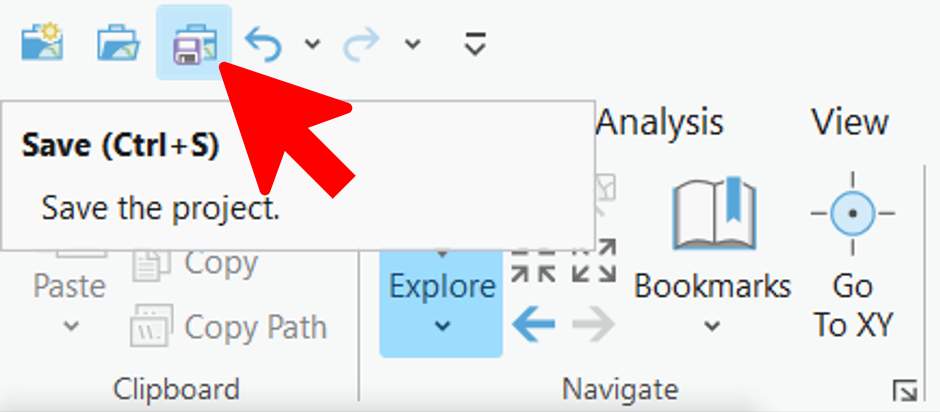 Save (Ctrl+S)
Save the project.
Analysis
View
Paste
Copy
Copy Path
Clipboard
Explore
Bookmarks
Go
To XY
Navigate